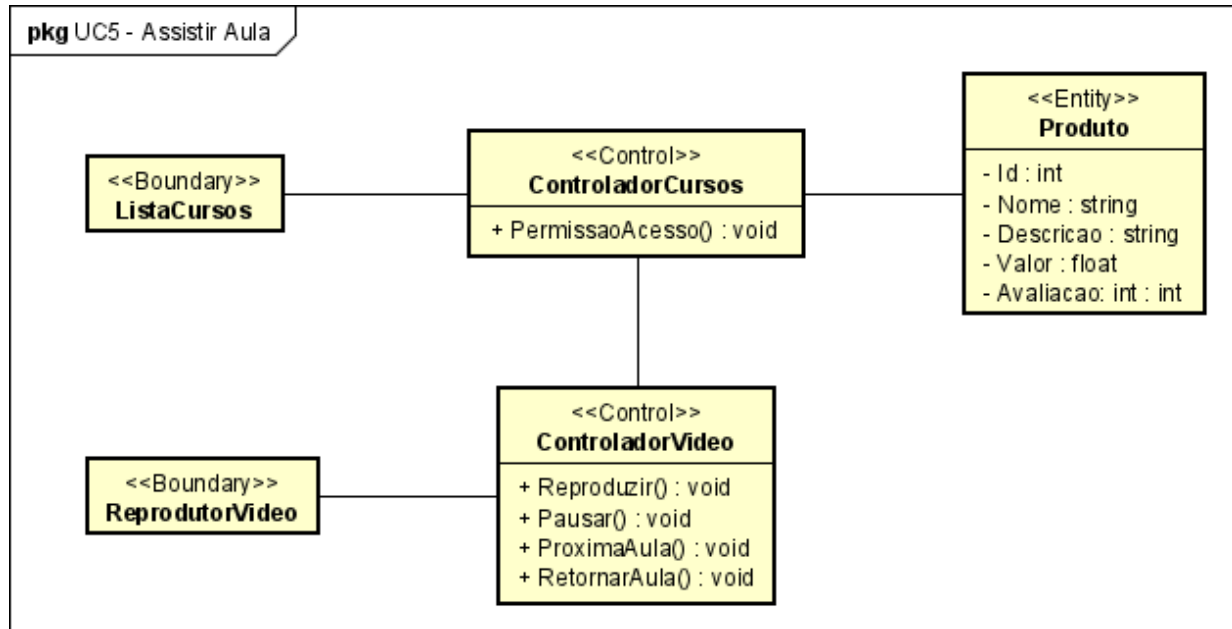 pkg UC5 - Assistir Aula
<<Entity>>
Produto
- Id : int
- Nome : string
- Descricao : string
- Valor : float
- Avaliacao: int : int
<<Control>>
ControladorCursos
+ PermissaoAcesso() : void
<<Boundary>>
ListaCursos
<<Control>>
ControladorVideo
+ Reproduzir() : void
+ Pausar() : void
+ ProximaAula() : void
+ RetornarAula() : void
<<Boundary>>
ReprodutorVideo